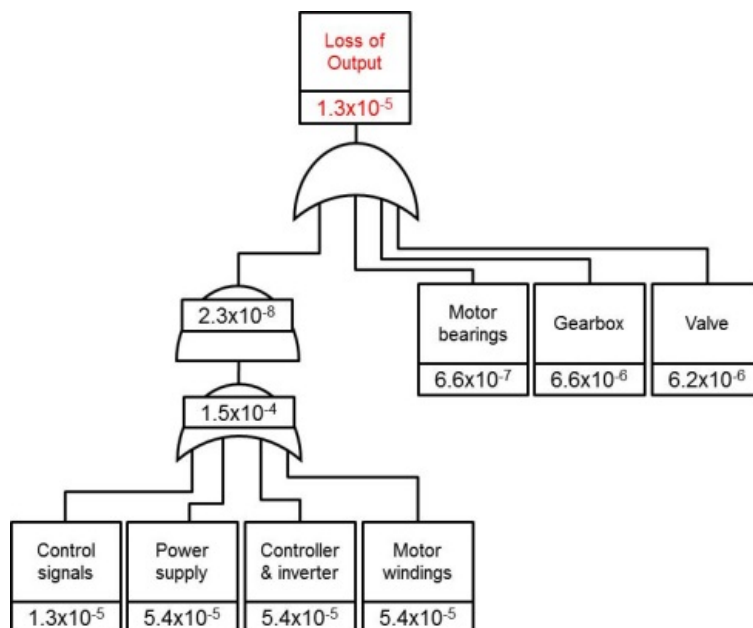 Loss of
Output
1.3x10⁻⁵
2.3x10⁻⁸
Motor
bearings
6.6x10⁻⁷
Gearbox
6.6x10⁻⁶
Valve
6.2x10⁻⁶
1.5x10⁻⁴
Control
signals
1.3x10⁻⁵
Power
supply
5.4x10⁻⁵
Controller
& inverter
5.4x10⁻⁵
Motor
windings
5.4x10⁻⁵